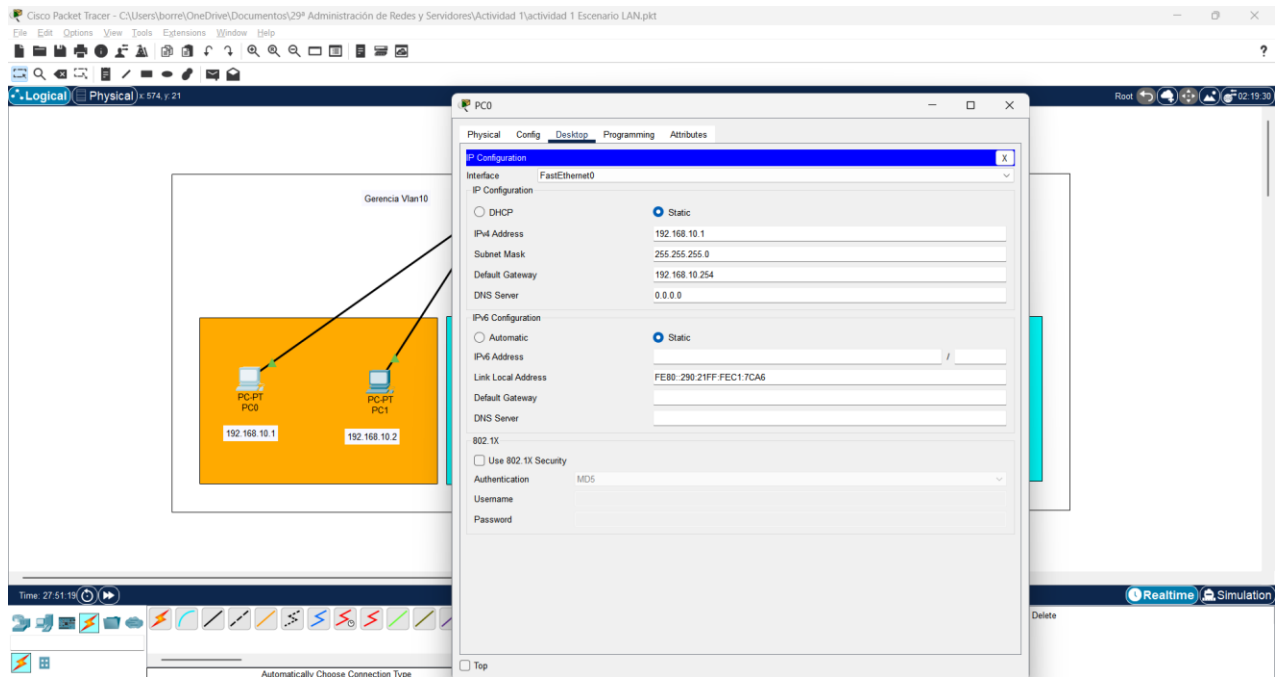 Cisco Packet Tracer - C:\Users\borre\OneDrive\Documentos\29ª Administración de Redes y Servidores\Actividad 1\actividad 1 Escenario LAN.pkt
File Edit Options View Tools Extensions Window Help
?
Logical Physical x: 574, y: 21
Root 02:19:30
PC0
Physical Config Desktop Programming Attributes
IP Configuration X
Interface FastEthernet0
IP Configuration
DHCP Static
IPv4 Address 192.168.10.1
Subnet Mask 255.255.255.0
Default Gateway 192.168.10.254
DNS Server 0.0.0.0
IPv6 Configuration
Automatic Static
IPv6 Address /
Link Local Address FE80::290:21FF:FEC1:7CA6
Default Gateway
DNS Server
802.1X
Use 802.1X Security
Authentication MD5
Username
Password
Top
Gerencia Vlan10
PC-PT
PC0
192.168.10.1
PC-PT
PC1
192.168.10.2
Time: 27:51:19
Realtime Simulation
Automatically Choose Connection Type
Delete